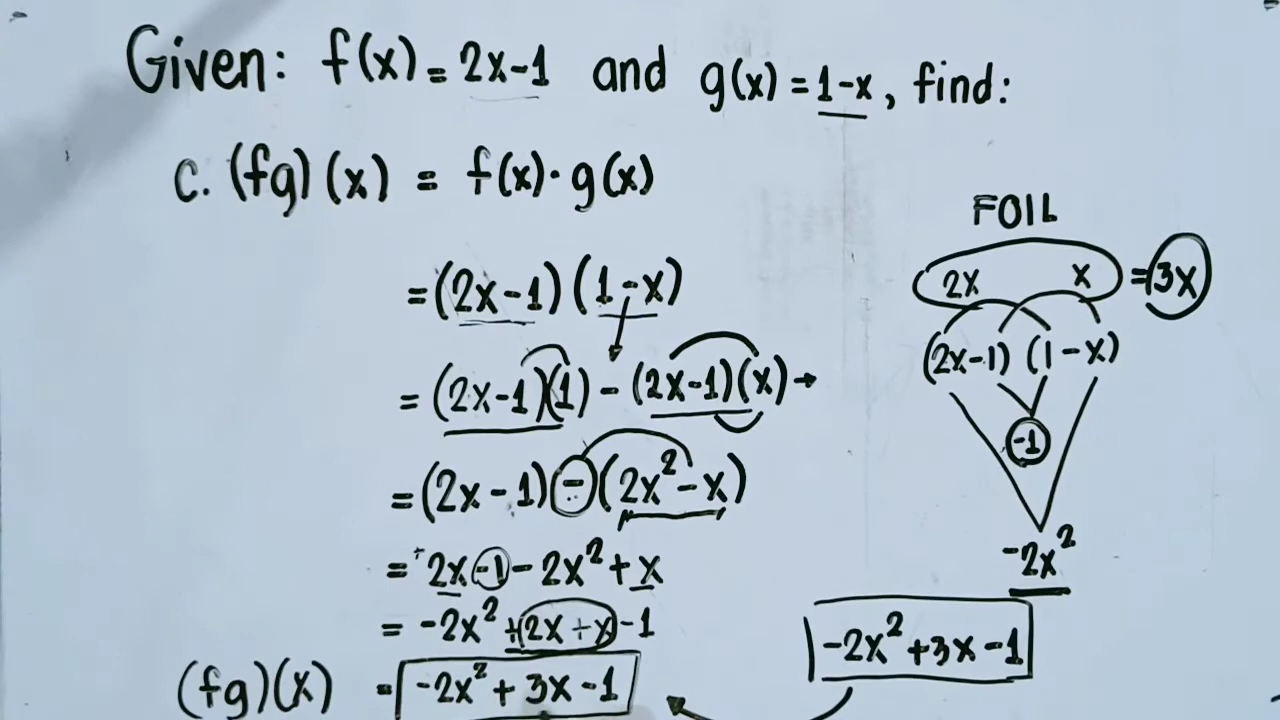 Given: f(x) = 2x-1 and g(x) = 1-x, find:
c. (fg)(x) = f(x)·g(x)
= (2x-1)(1-x)
= (2x-1)(1) - (2x-1)(x)
= (2x-1) - (2x²-x)
= +2x-1-2x²+x
= -2x²+2x+x-1
(fg)(x) = -2x²+3x-1
FOIL
2x x = 3x
(2x-1)(1-x)
-1
-2x²
-2x²+3x-1